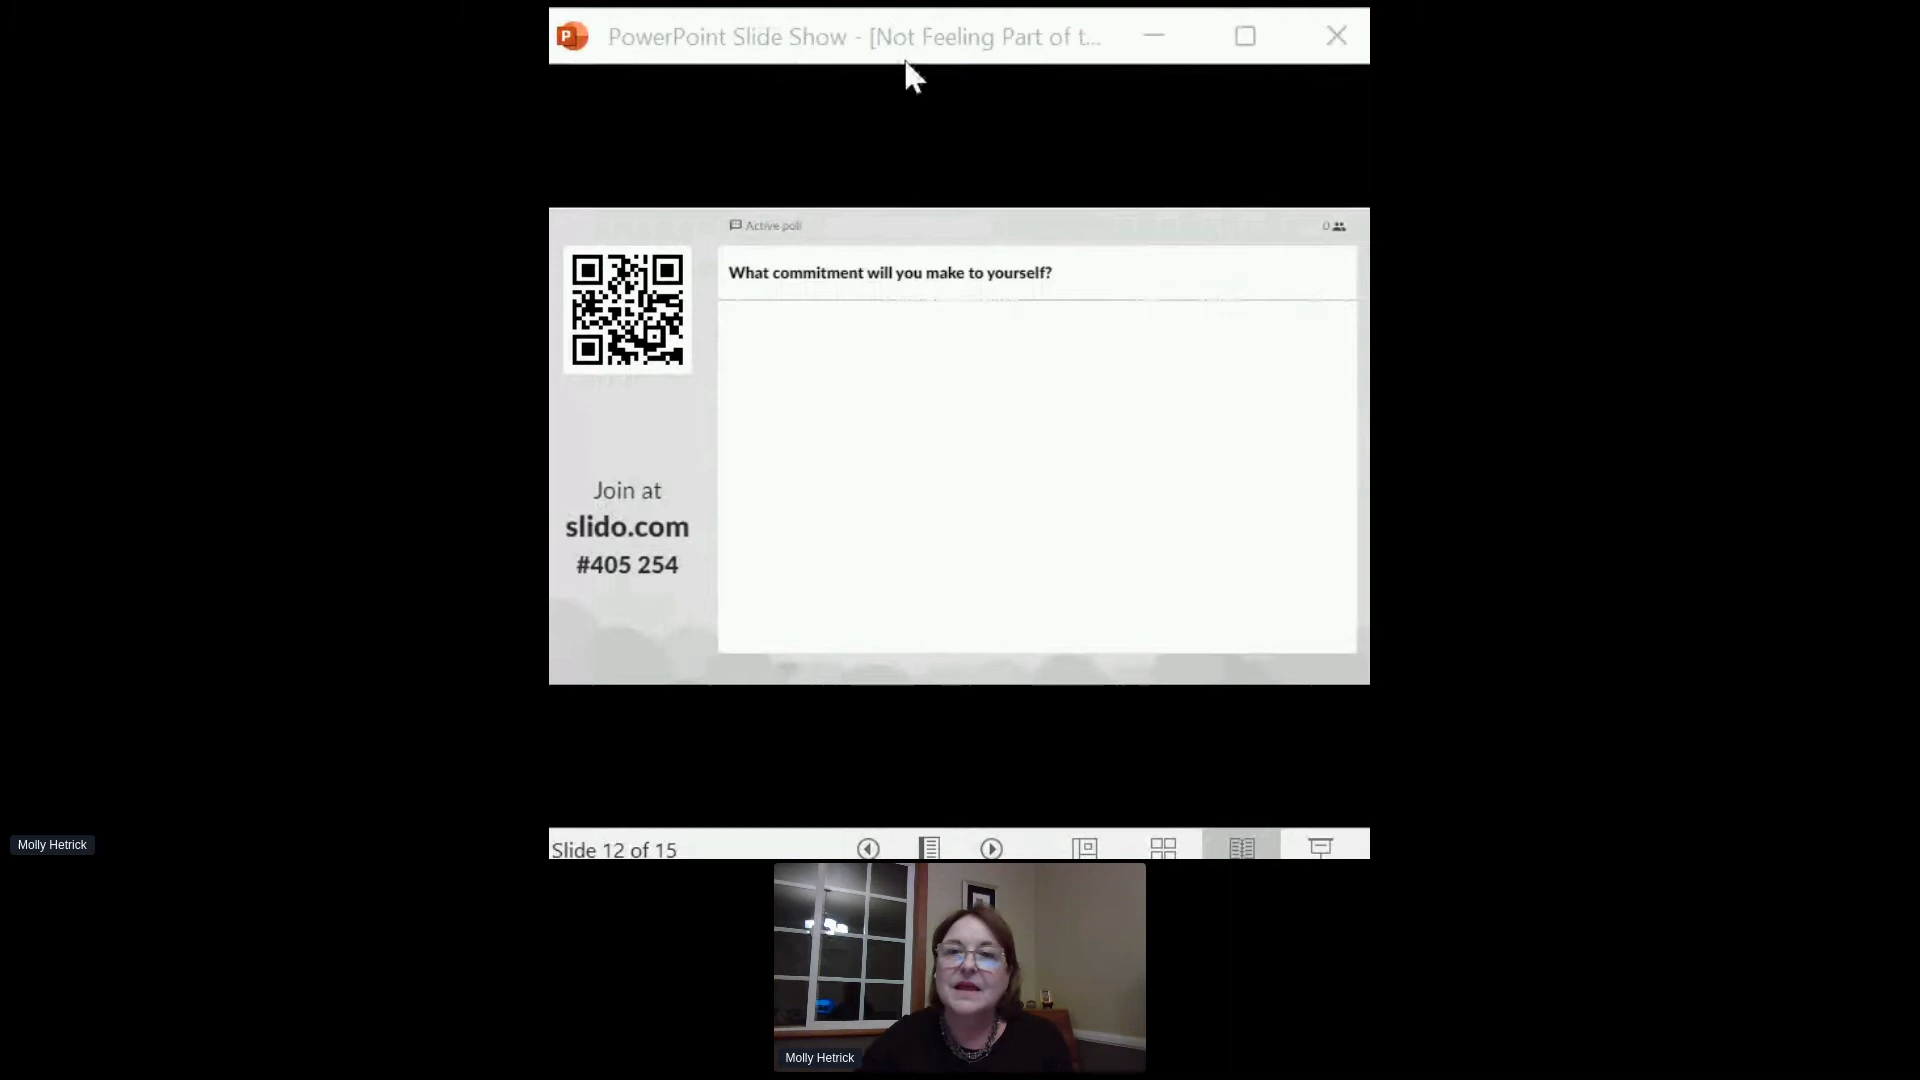 PowerPoint Slide Show - [Not Feeling Part of t...
Active poll
0
What commitment will you make to yourself?
Join at
slido.com
#405 254
Slide 12 of 15
Molly Hetrick
Molly Hetrick